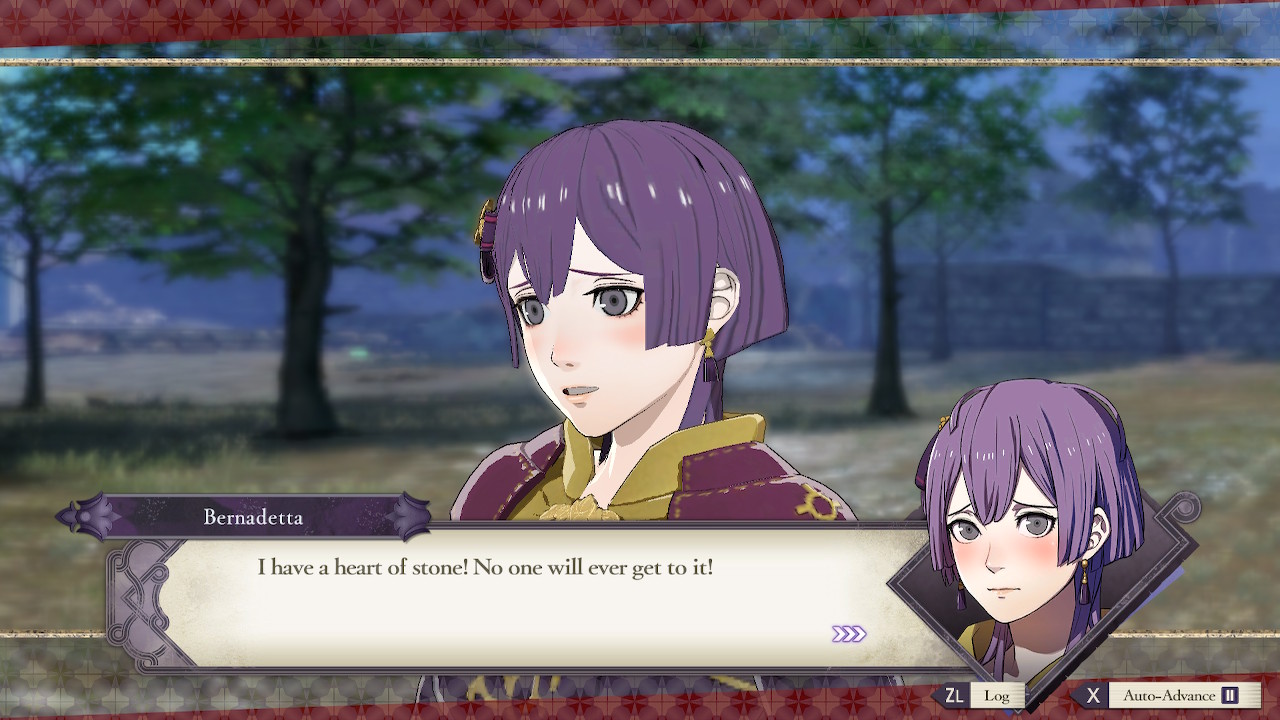 Bernadetta
I have a heart of stone! No one will ever get to it!
ZL Log X Auto-Advance